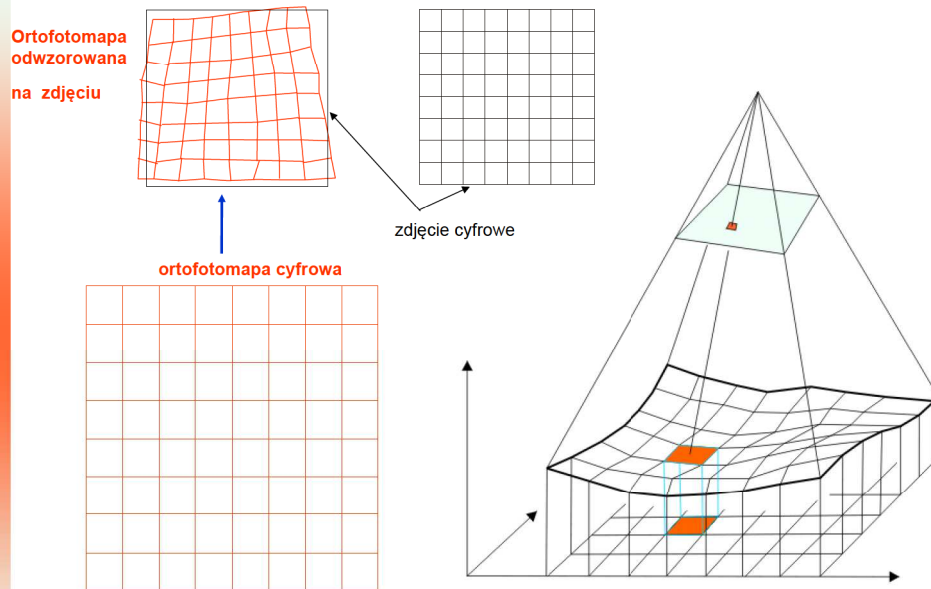 Ortofotomapa
odwzorowana
na zdjęciu
zdjęcie cyfrowe
ortofotomapa cyfrowa